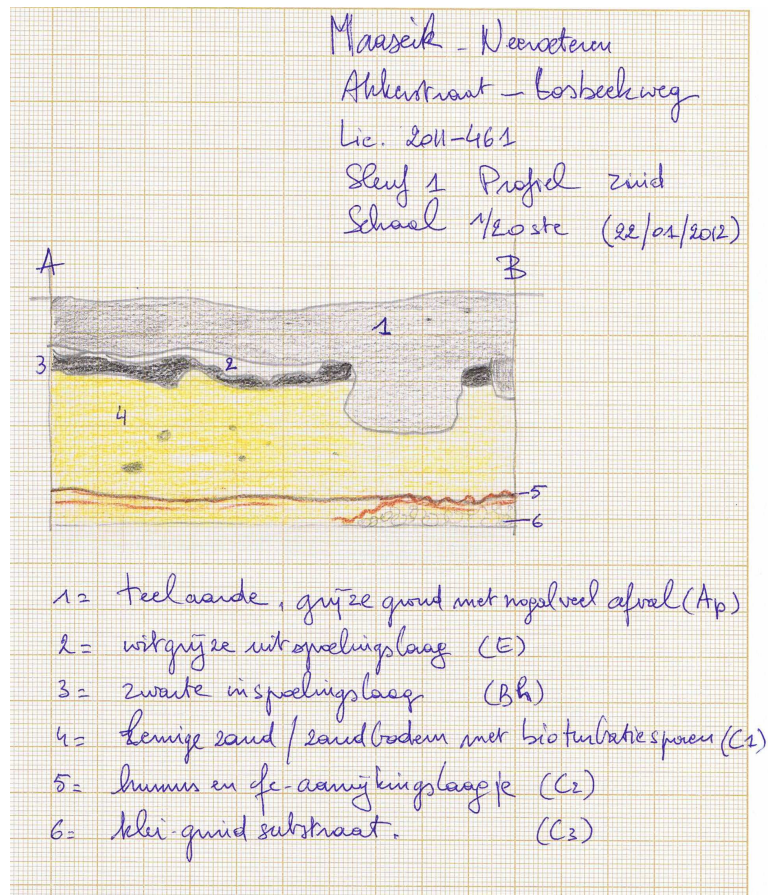 Maaseik - Neeroeteren
Akkerstraat - Losbeekweg
Lic. 2011-461
Sleuf 1 Profiel zuid
Schaal 1/20ste (22/01/2012)
A B
1
3 2
4
5
6
1= teelaarde, grijze grond met nogal veel afval (Ap)
2= witgrijze uitspoelingslaag (E)
3= zwarte inspoelingslaag (Bh)
4= Lemige zand / zandbodem met bioturbatiesporen (C1)
5= humus en fe-aanrijkingslaagje (C2)
6= klei-grind substraat. (C3)